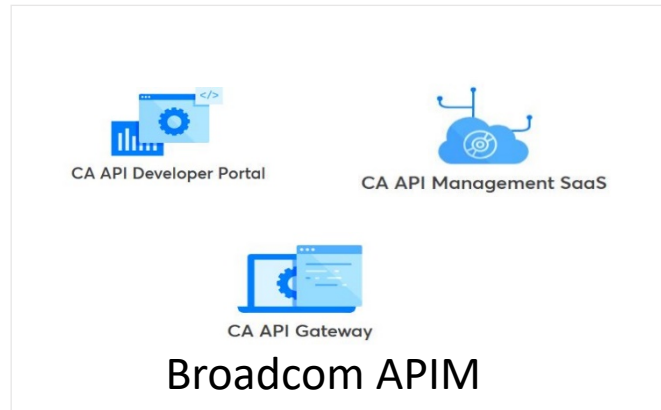 </>
CA API Developer Portal
CA API Management SaaS
CA API Gateway
Broadcom APIM